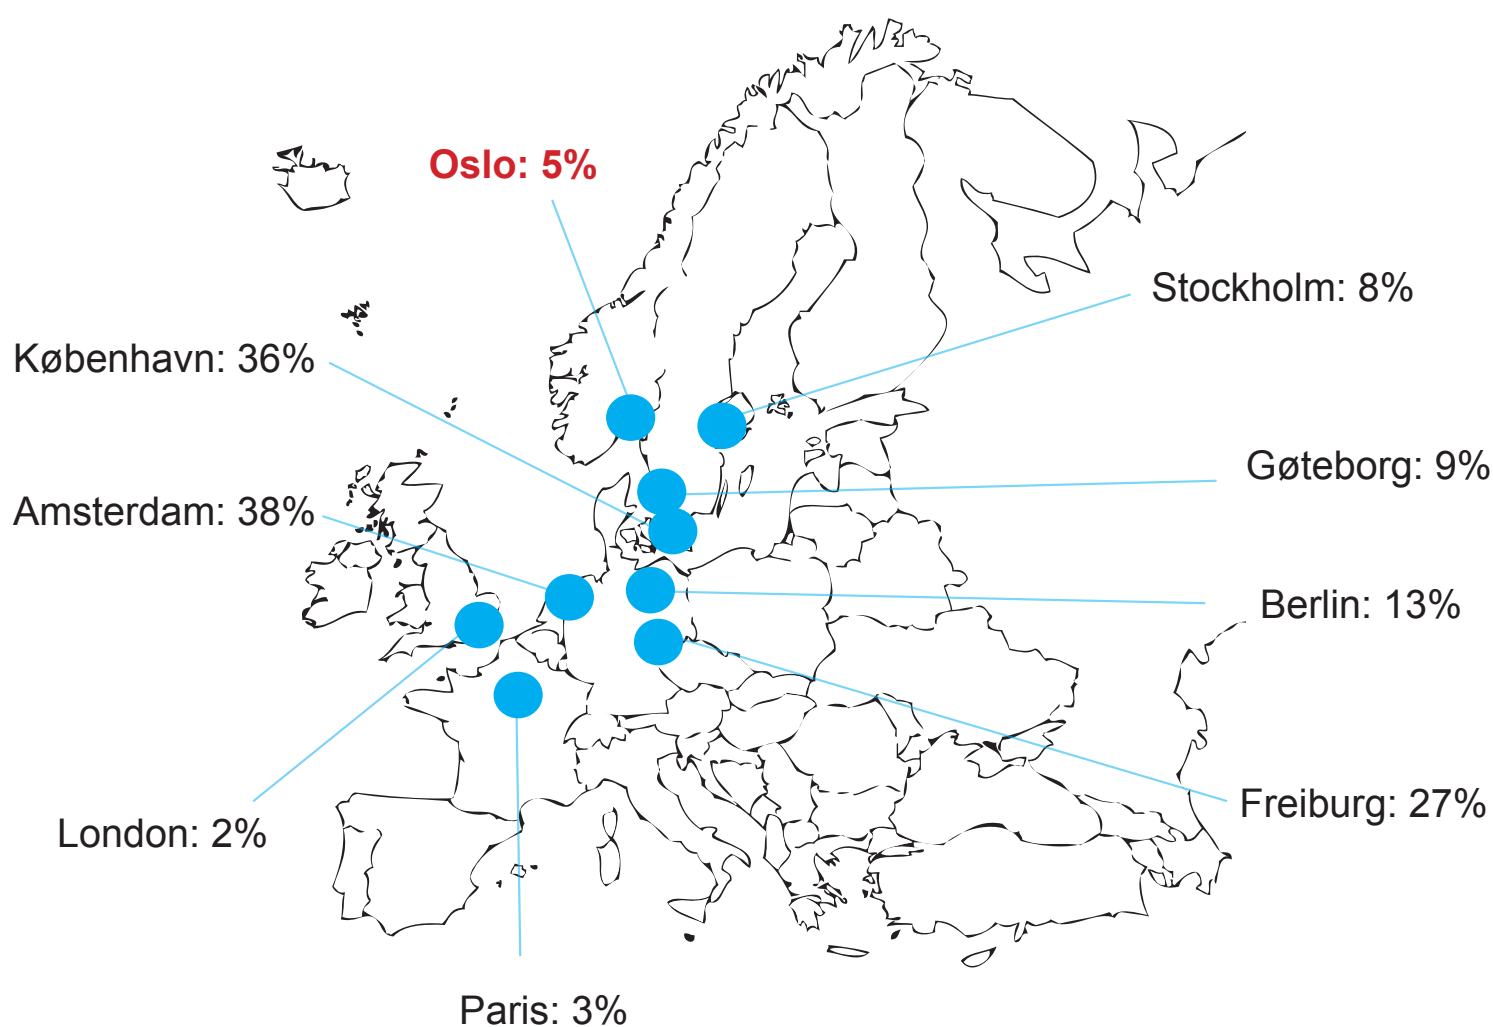 Oslo: 5%
Stockholm: 8%
København: 36%
Gøteborg: 9%
Amsterdam: 38%
Berlin: 13%
Freiburg: 27%
London: 2%
Paris: 3%